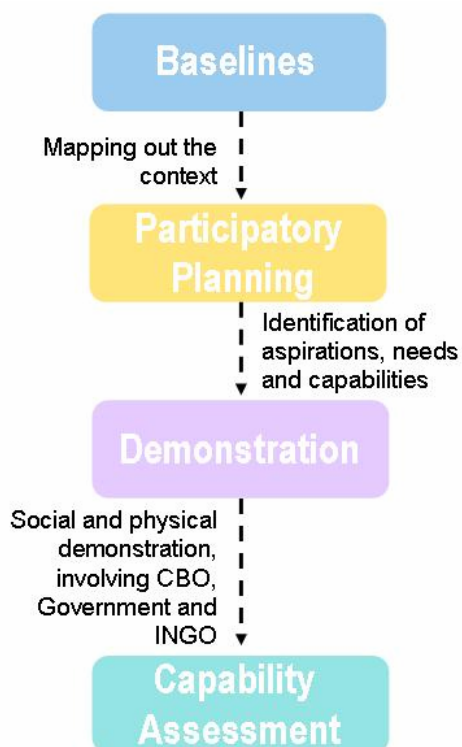 Baselines
Mapping out the
context
Participatory
Planning
Identification of
aspirations, needs
and capabilities
Demonstration
Social and physical
demonstration,
involving CBO,
Government and
INGO
Capability
Assessment